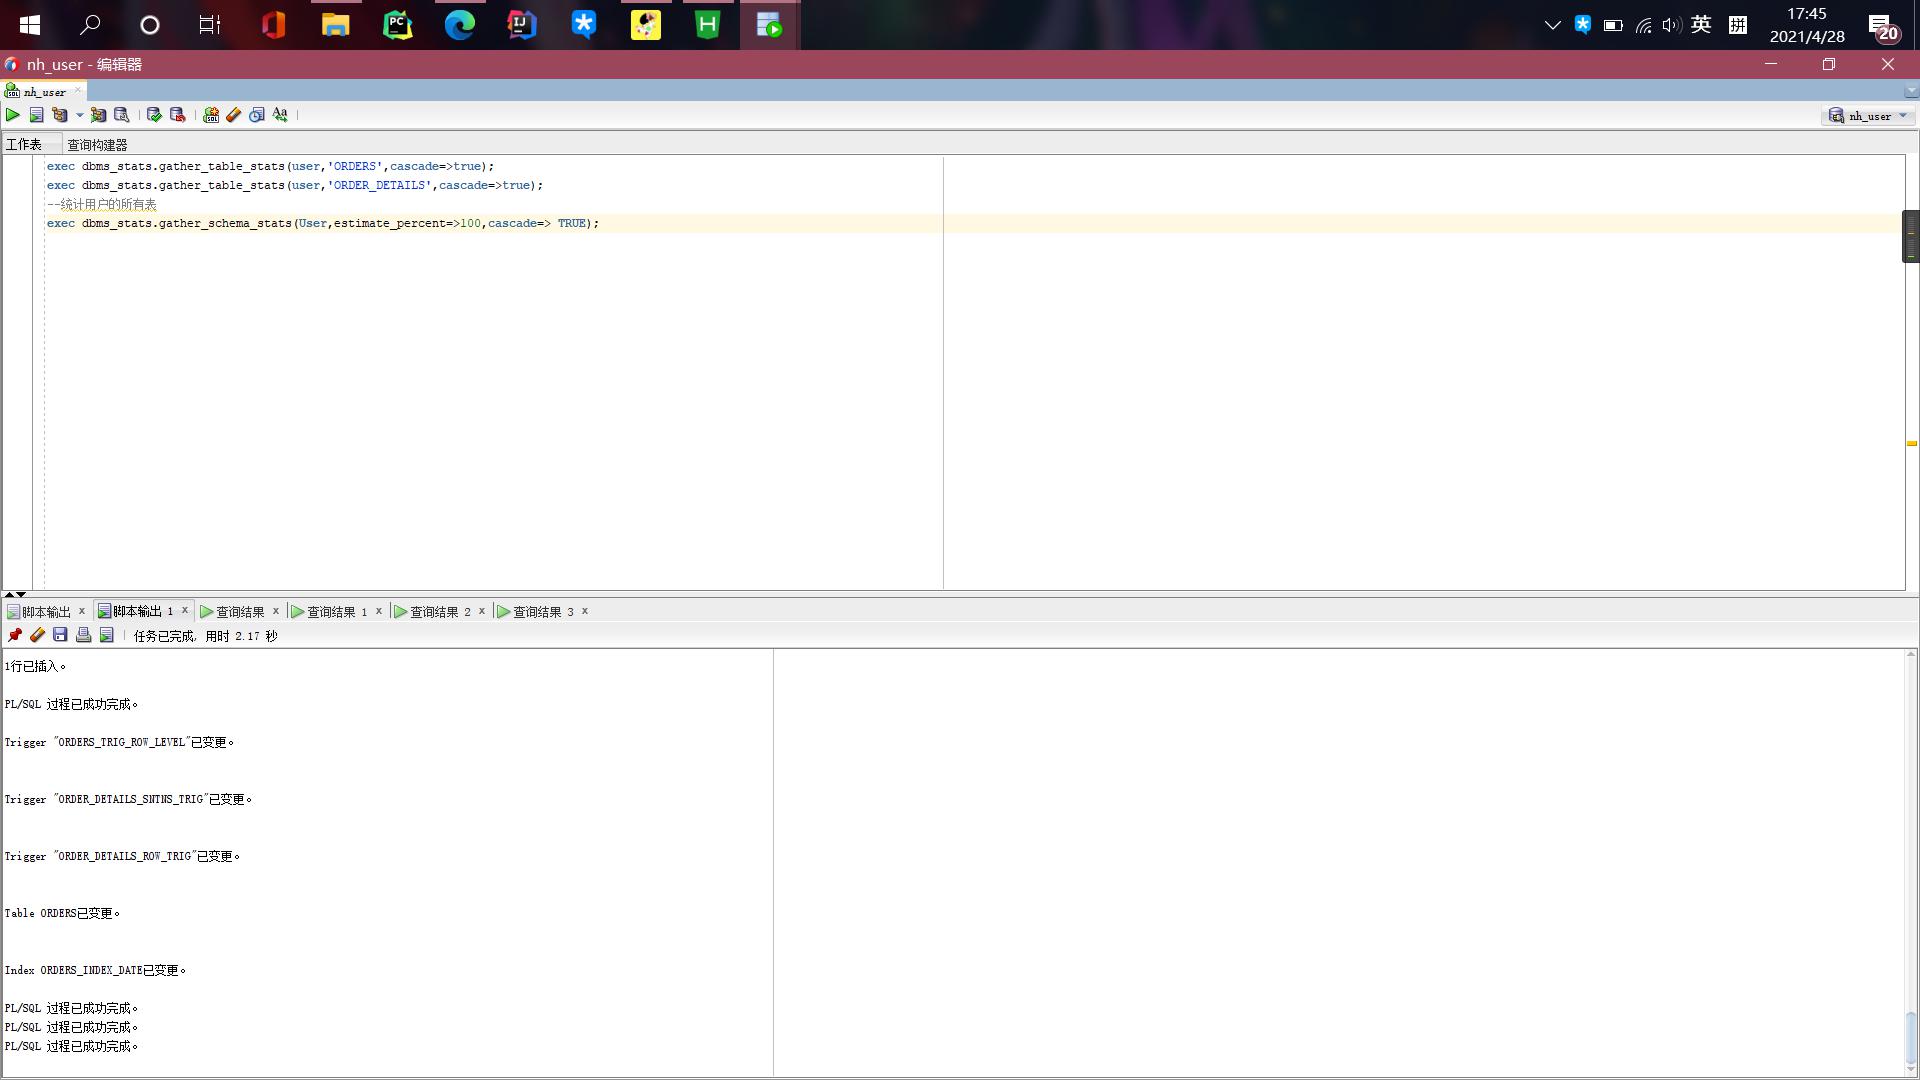 17:45
英
拼
2021/4/28
20
nh_user - 编辑器
nh_user
nh_user
工作表
查询构建器
exec dbms_stats.gather_table_stats(user,'ORDERS',cascade=>true);
exec dbms_stats.gather_table_stats(user,'ORDER_DETAILS',cascade=>true);
--统计用户的所有表
exec dbms_stats.gather_schema_stats(User,estimate_percent=>100,cascade=> TRUE);
脚本输出 x 脚本输出 1 x 查询结果 x 查询结果 1 x 查询结果 2 x 查询结果 3 x
任务已完成, 用时 2.17 秒
1行已插入。
PL/SQL 过程已成功完成。
Trigger "ORDERS_TRIG_ROW_LEVEL"已变更。
Trigger "ORDER_DETAILS_SNTNS_TRIG"已变更。
Trigger "ORDER_DETAILS_ROW_TRIG"已变更。
Table ORDERS已变更。
Index ORDERS_INDEX_DATE已变更。
PL/SQL 过程已成功完成。
PL/SQL 过程已成功完成。
PL/SQL 过程已成功完成。